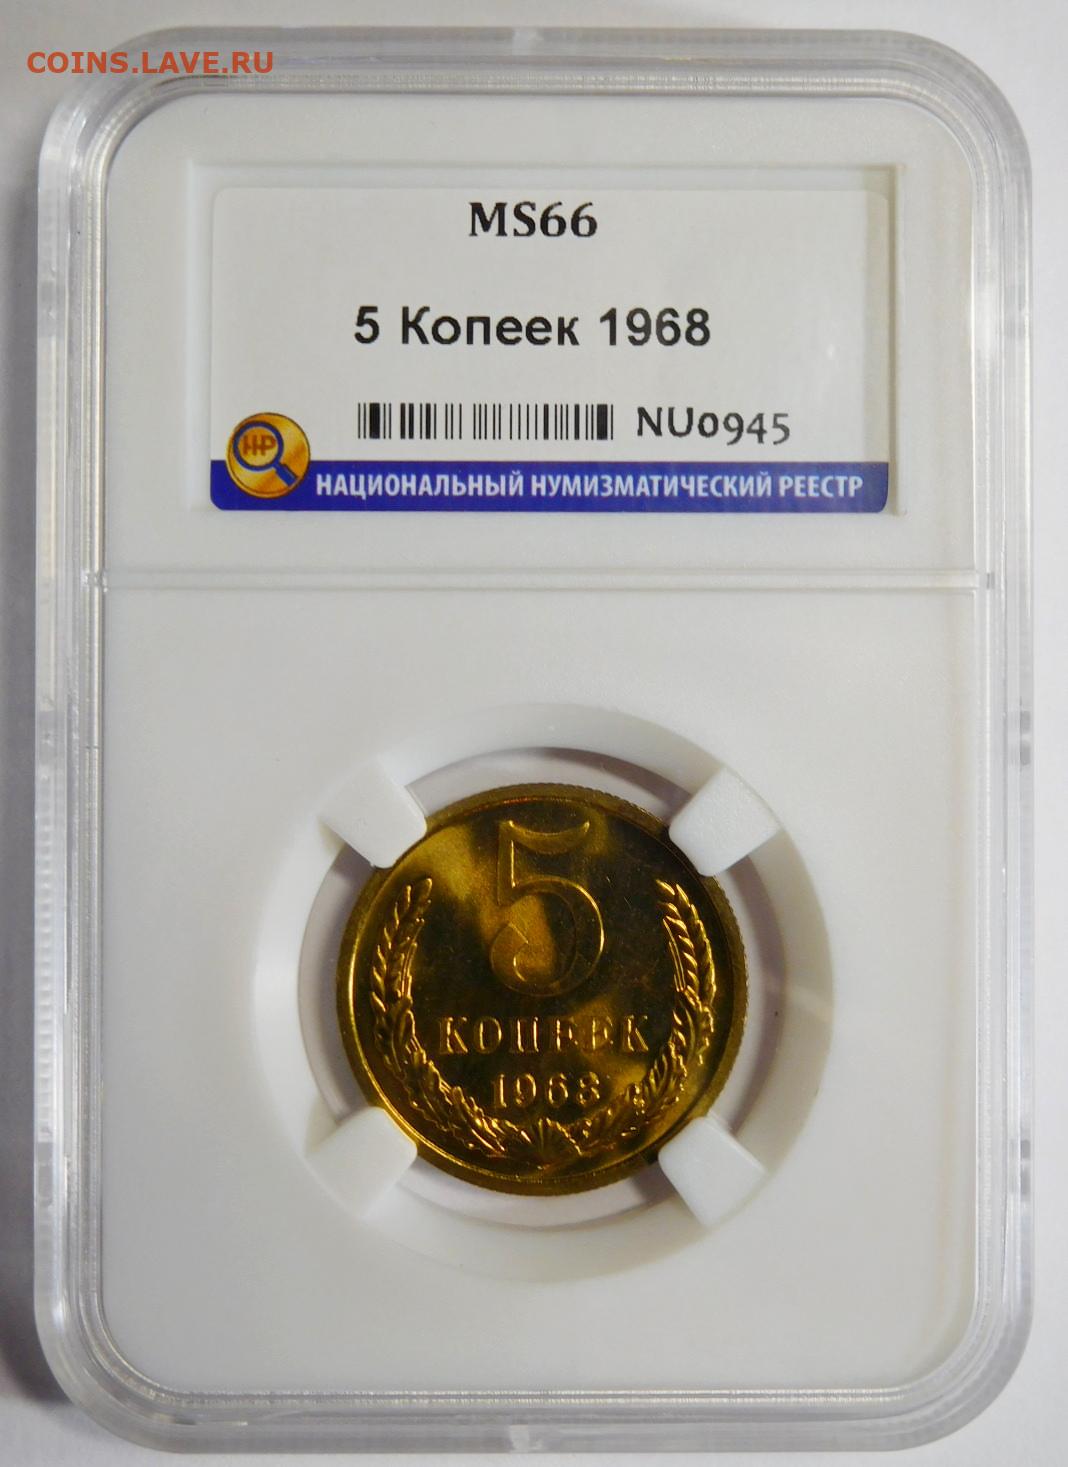 COINS.LAVE.RU
MS66
5 Копеек 1968
NU0945
НР
НАЦИОНАЛЬНЫЙ НУМИЗМАТИЧЕСКИЙ РЕЕСТР
5
КОПЕЕК
1968